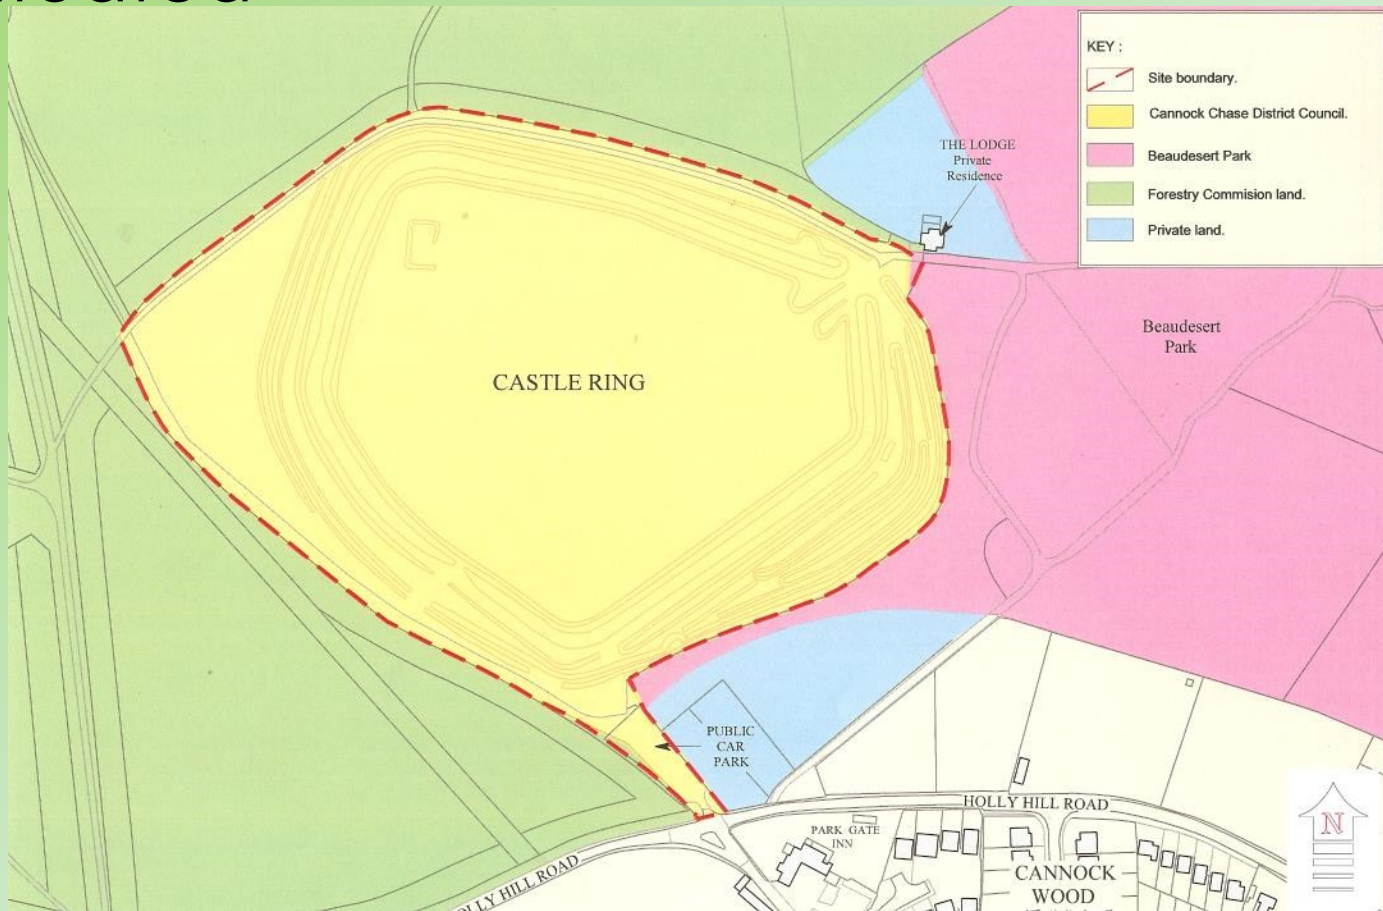 KEY :
Site boundary.
Cannock Chase District Council.
Beaudesert Park
Forestry Commision land.
Private land.
THE LODGE
Private
Residence
Beaudesert
Park
CASTLE RING
PUBLIC
CAR
PARK
HOLLY HILL ROAD
PARK GATE
INN
HOLLY HILL ROAD
CANNOCK
WOOD
N